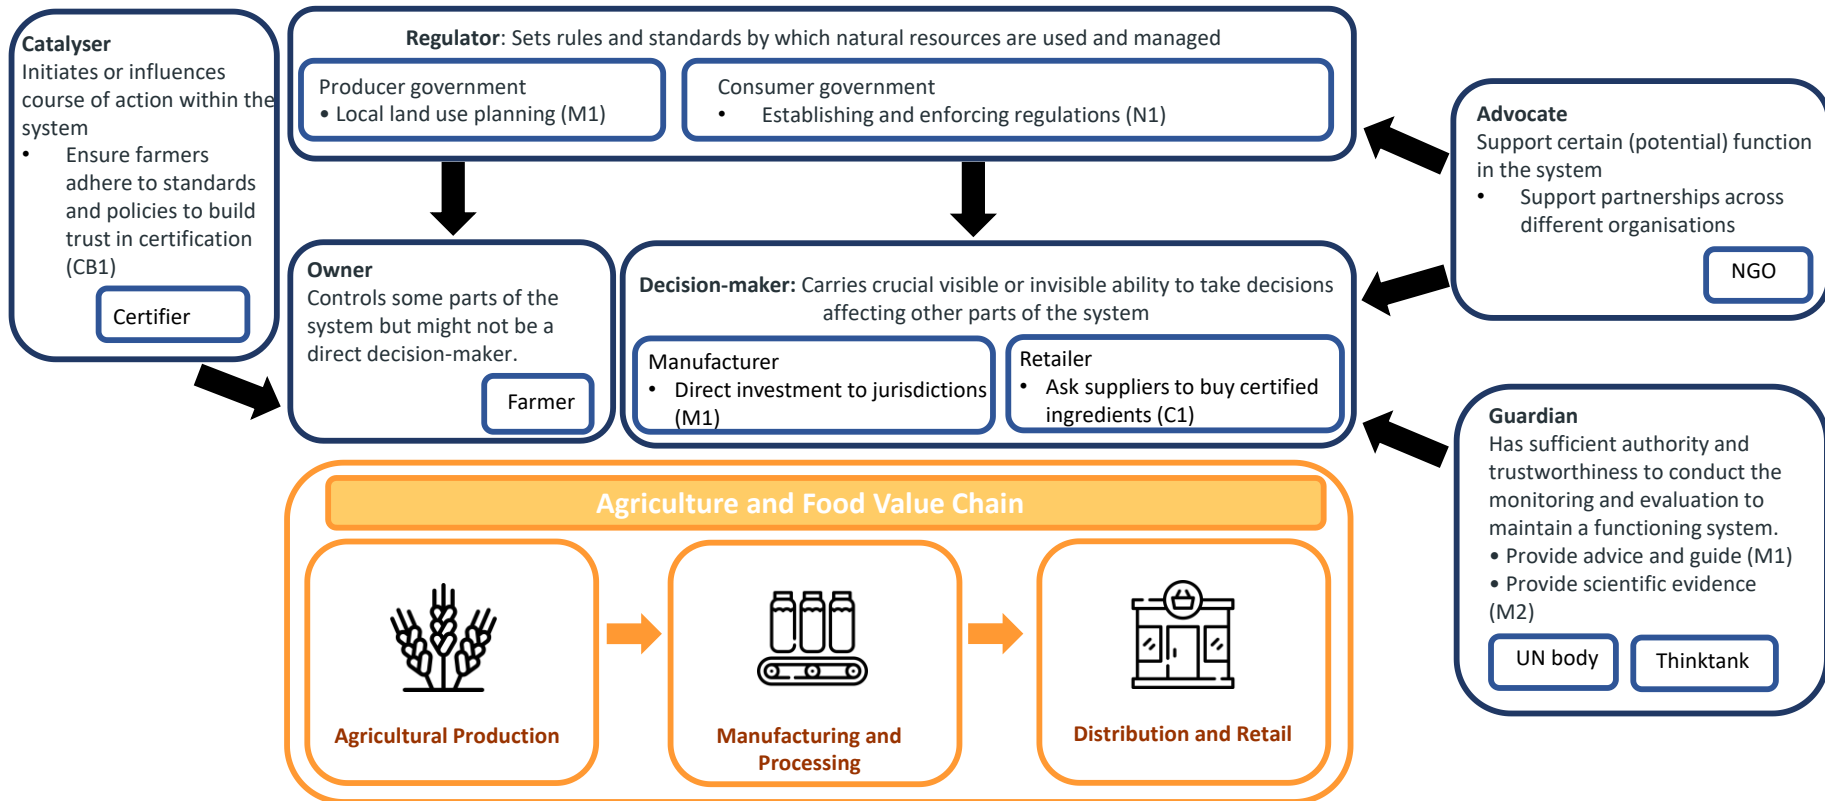 Catalyser
Initiates or influences
course of action within the
system
• Ensure farmers
adhere to standards
and policies to build
trust in certification
(CB1)
Certifier
Regulator: Sets rules and standards by which natural resources are used and managed
Producer government
• Local land use planning (M1)
Consumer government
• Establishing and enforcing regulations (N1)
Advocate
Support certain (potential) function
in the system
• Support partnerships across
different organisations
NGO
Owner
Controls some parts of the
system but might not be a
direct decision-maker.
Farmer
Decision-maker: Carries crucial visible or invisible ability to take decisions
affecting other parts of the system
Manufacturer
• Direct investment to jurisdictions
(M1)
Retailer
• Ask suppliers to buy certified
ingredients (C1)
Guardian
Has sufficient authority and
trustworthiness to conduct the
monitoring and evaluation to
maintain a functioning system.
• Provide advice and guide (M1)
• Provide scientific evidence
(M2)
UN body
Thinktank
Agriculture and Food Value Chain
Agricultural Production
Manufacturing and
Processing
Distribution and Retail